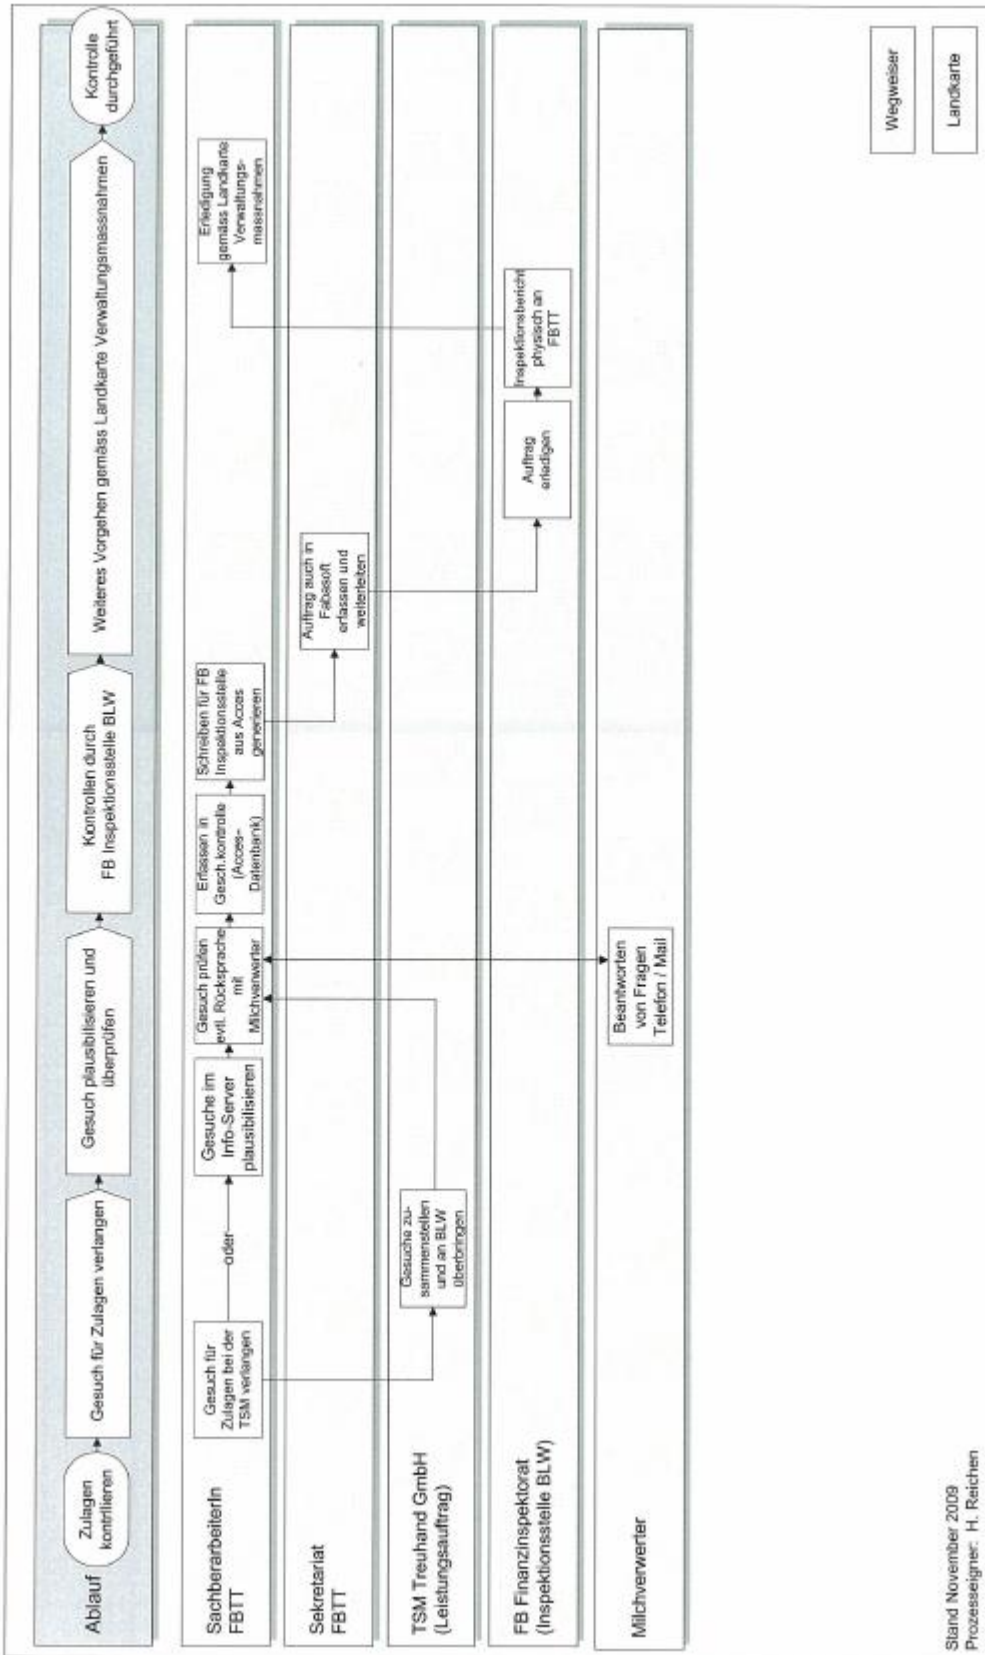 Ablauf
Zulagen
kontrllieren
Gesuch für Zulagen verlangen
Gesuch plausibilisieren und
überprüfen
Kontrollen durch
FB Inspektionsstelle BLW
Weiteres Vorgehen gemäss Landkarte Verwaltungsmassnahmen
Kontrolle
durchgeführt
SachberarbeiterIn
FBTT
Gesuch für
Zulagen bei der
TSM verlangen
oder
Gesuche im
Info-Server
plausibilisieren
Gesuch prüfen
evtl. Rücksprache
mit
Milchverwerter
Erfassen in
Gesch.kontrolle
(Acces-
Datenbank)
Schreiben für FB
Inspektionsstelle
aus Acces
generieren
Erledigung
gemäss Landkarte
Verwaltungs-
massnahmen
Sekretariat
FBTT
Auftrag auch in
Fabasoft
erfassen und
weiterleiten
TSM Treuhand GmbH
(Leistungsauftrag)
Gesuche zu-
sammenstellen
und an BLW
überbringen
FB Finanzinspektorat
(Inspektionsstelle BLW)
Auftrag
erledigen
Inspektionsbericht
physisch an
FBTT
Milchverwerter
Beantworten
von Fragen
Telefon / Mail
Wegweiser
Landkarte
Stand November 2009
Prozesseigner: H. Reichen